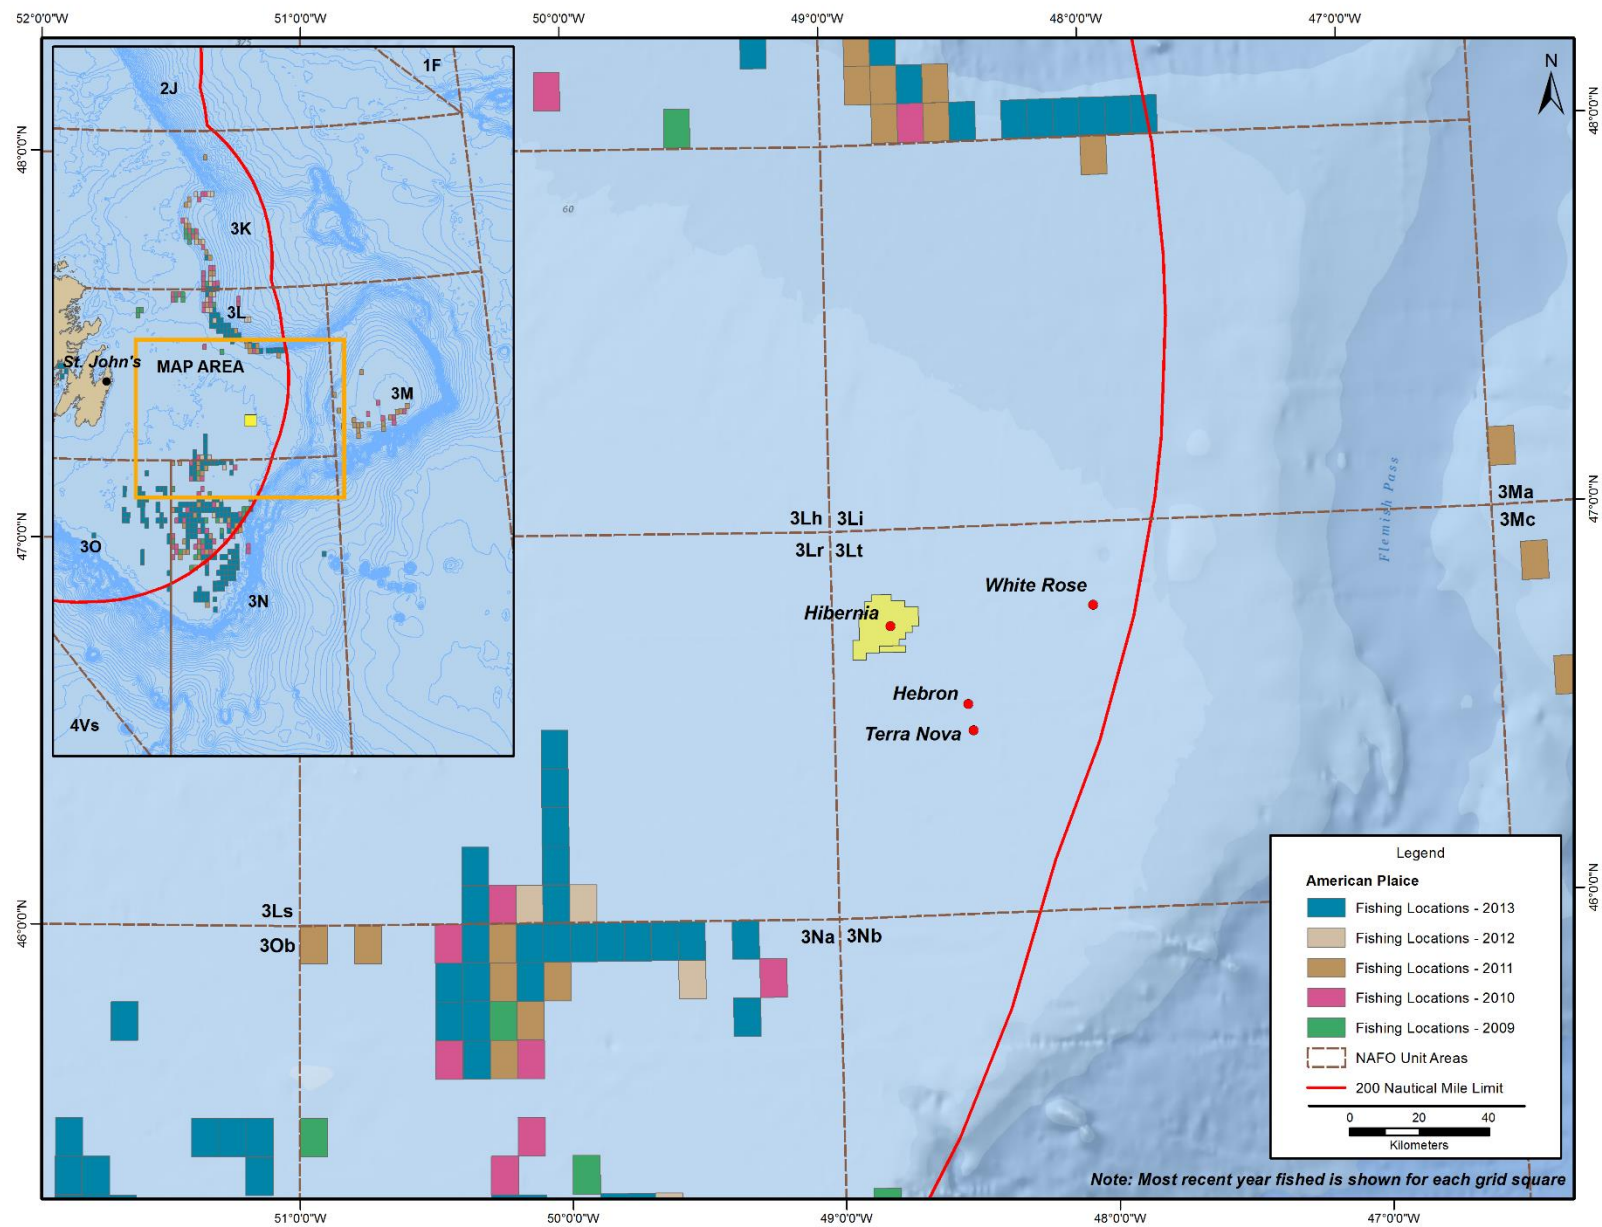 52°0'0"W
51°0'0"W
50°0'0"W
49°0'0"W
48°0'0"W
47°0'0"W
48°0'0"N
47°0'0"N
46°0'0"N
48°0'0"N
47°0'0"N
46°0'0"N
375
1F
2J
3K
3L
St. John's
MAP AREA
3M
3O
3N
4Vs
N
60
3Lh 3Li
3Lr 3Lt
3Ma
3Mc
Flemish Pass
White Rose
Hibernia
Hebron
Terra Nova
3Ls
3Ob
3Na 3Nb
Legend
American Plaice
Fishing Locations - 2013
Fishing Locations - 2012
Fishing Locations - 2011
Fishing Locations - 2010
Fishing Locations - 2009
NAFO Unit Areas
200 Nautical Mile Limit
0 20 40
Kilometers
Note: Most recent year fished is shown for each grid square
51°0'0"W
50°0'0"W
49°0'0"W
48°0'0"W
47°0'0"W